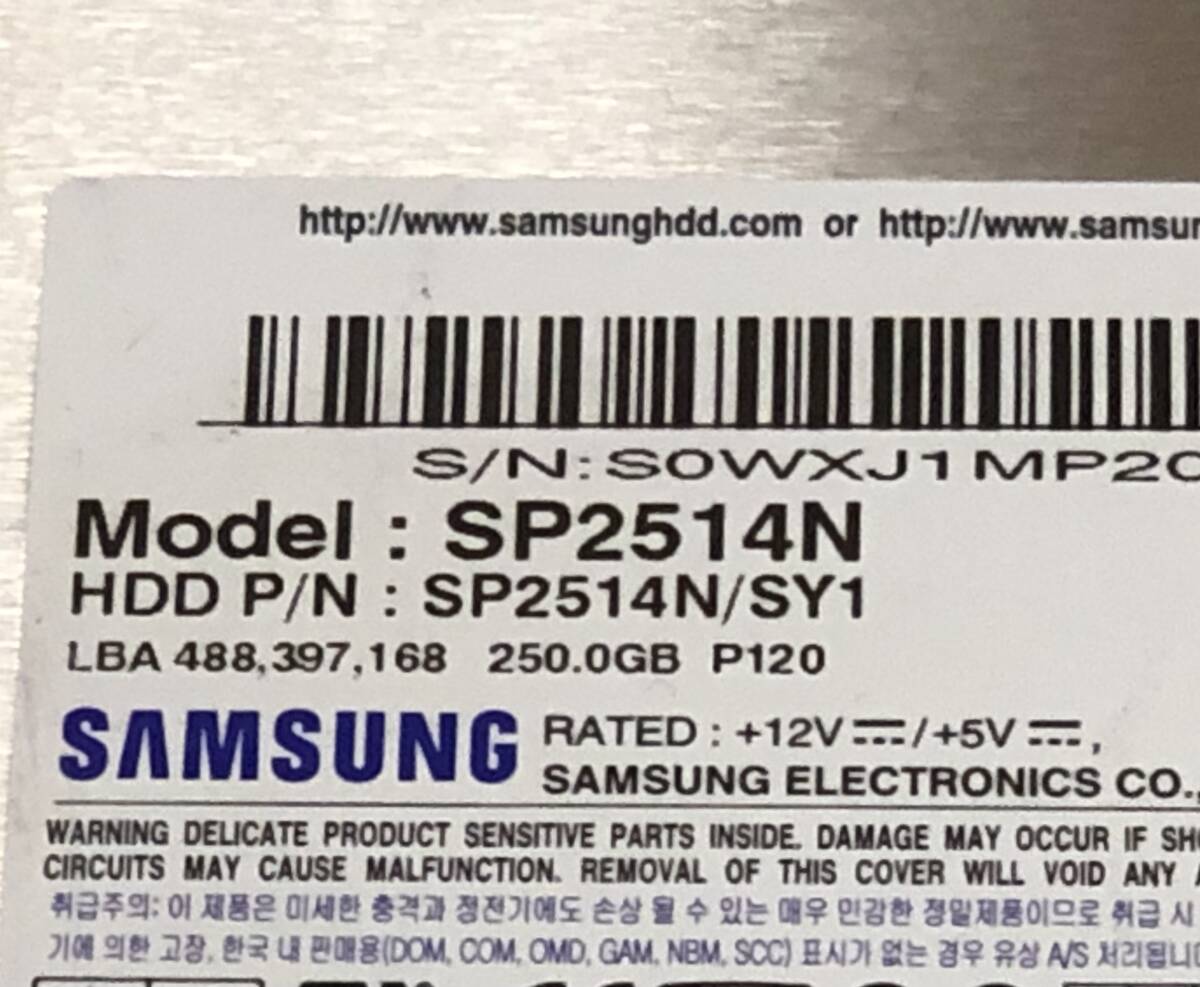 http://www.samsunghdd.com or http://www.samsun
S/N:S0WXJ1MP20
Model : SP2514N
HDD P/N : SP2514N/SY1
LBA 488,397,168 250.0GB P120
SAMSUNG RATED : +12V⎓/+5V⎓,
SAMSUNG ELECTRONICS CO.,
WARNING DELICATE PRODUCT SENSITIVE PARTS INSIDE. DAMAGE MAY OCCUR IF SH
CIRCUITS MAY CAUSE MALFUNCTION. REMOVAL OF THIS COVER WILL VOID ANY
취급주의: 이 제품은 미세한 충격과 정전기에도 손상 될 수 있는 매우 민감한 정밀제품이므로 취급 시
기에 의한 고장, 한국 내 판매용(DOM, COM, OMD, GAM, NBM, SCC) 표시가 없는 경우 유상 A/S 처리됩니